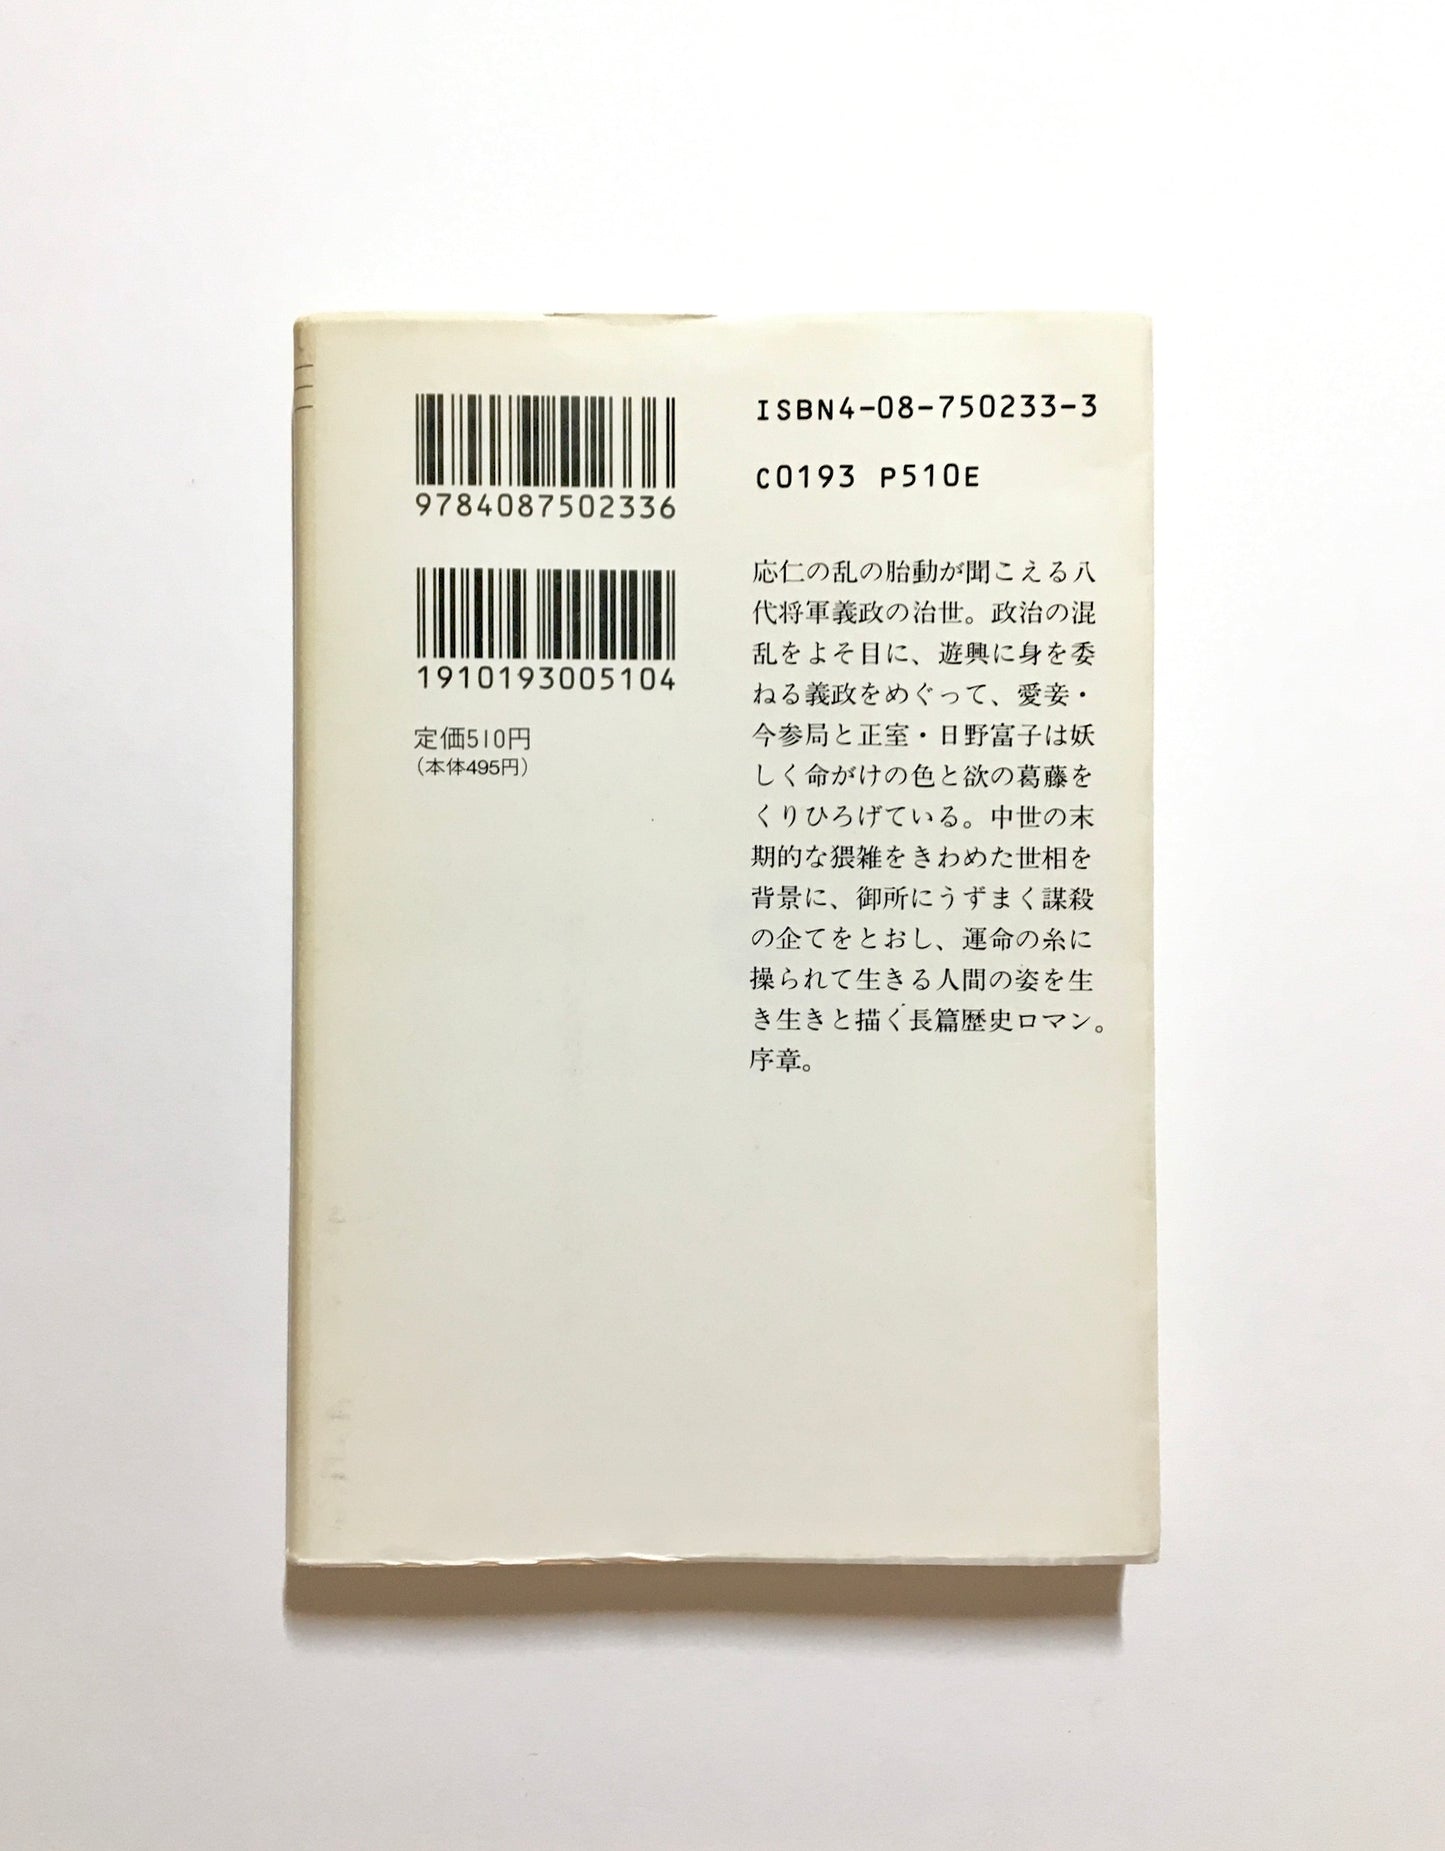 9784087502336
1910193005104
定価510円
（本体495円）
ISBN4-08-750233-3
C0193 P510E
応仁の乱の胎動が聞こえる八
代将軍義政の治世。政治の混
乱をよそ目に、遊興に身を委
ねる義政をめぐって、愛妾・
今参局と正室・日野富子は妖
しく命がけの色と欲の葛藤を
くりひろげている。中世の末
期的な猥雑をきわめた世相を
背景に、御所にうずまく謀殺
の企てをとおし、運命の糸に
操られて生きる人間の姿を生
き生きと描く長篇歴史ロマン。
序章。